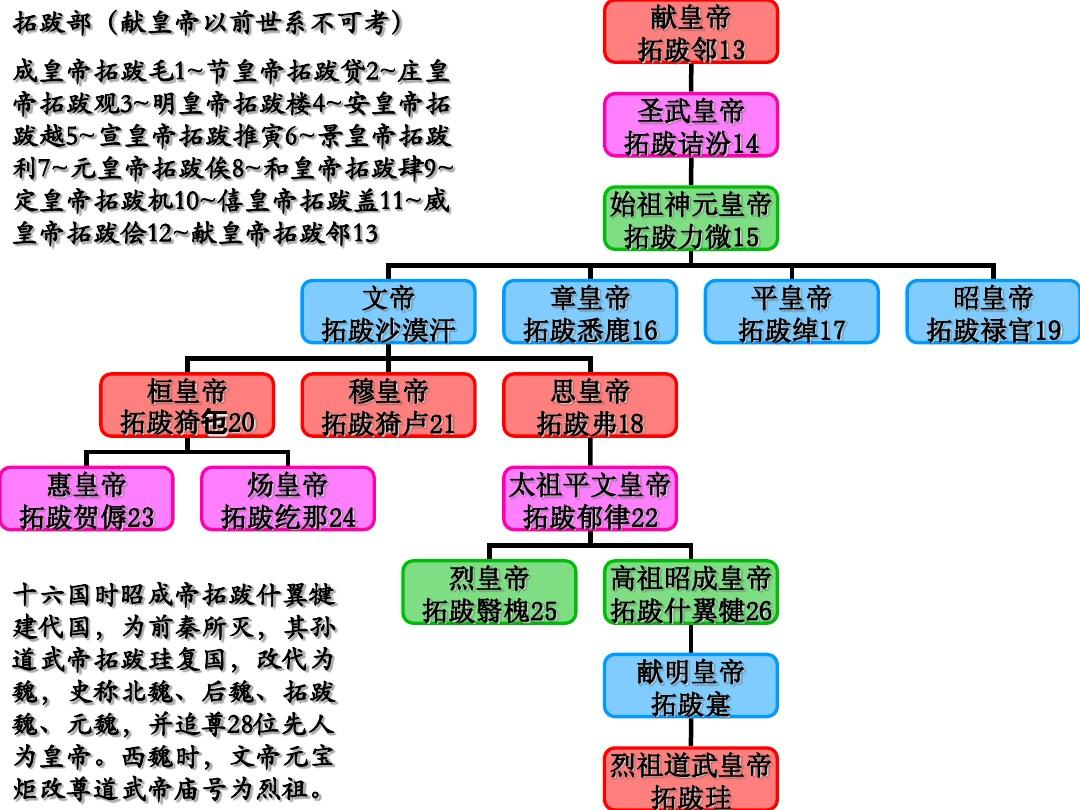 拓跋部（献皇帝以前世系不可考）
成皇帝拓跋毛1~节皇帝拓跋贷2~庄皇
帝拓跋观3~明皇帝拓跋楼4~安皇帝拓
跋越5~宣皇帝拓跋推寅6~景皇帝拓跋
利7~元皇帝拓跋俟8~和皇帝拓跋肆9~
定皇帝拓跋机10~僖皇帝拓跋盖11~威
皇帝拓跋侩12~献皇帝拓跋邻13
献皇帝
拓跋邻13
圣武皇帝
拓跋诘汾14
始祖神元皇帝
拓跋力微15
文帝
拓跋沙漠汗
章皇帝
拓跋悉鹿16
平皇帝
拓跋绰17
昭皇帝
拓跋禄官19
桓皇帝
拓跋猗㐌20
穆皇帝
拓跋猗卢21
思皇帝
拓跋弗18
惠皇帝
拓跋贺傉23
炀皇帝
拓跋纥那24
太祖平文皇帝
拓跋郁律22
烈皇帝
拓跋翳槐25
高祖昭成皇帝
拓跋什翼犍26
献明皇帝
拓跋寔
烈祖道武皇帝
拓跋珪
十六国时昭成帝拓跋什翼犍
建代国，为前秦所灭，其孙
道武帝拓跋珪复国，改代为
魏，史称北魏、后魏、拓跋
魏、元魏，并追尊28位先人
为皇帝。西魏时，文帝元宝
炬改尊道武帝庙号为烈祖。